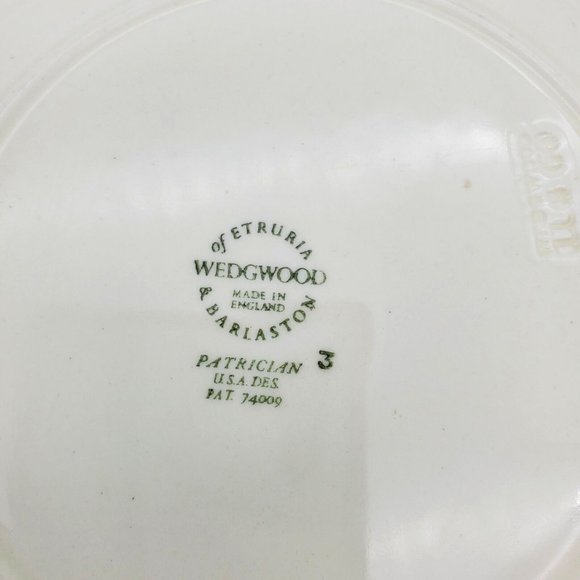 of ETRURIA
WEDGWOOD
MADE IN
ENGLAND
& BARLASTON
PATRICIAN 3
U.S.A. DES.
PAT. 74009